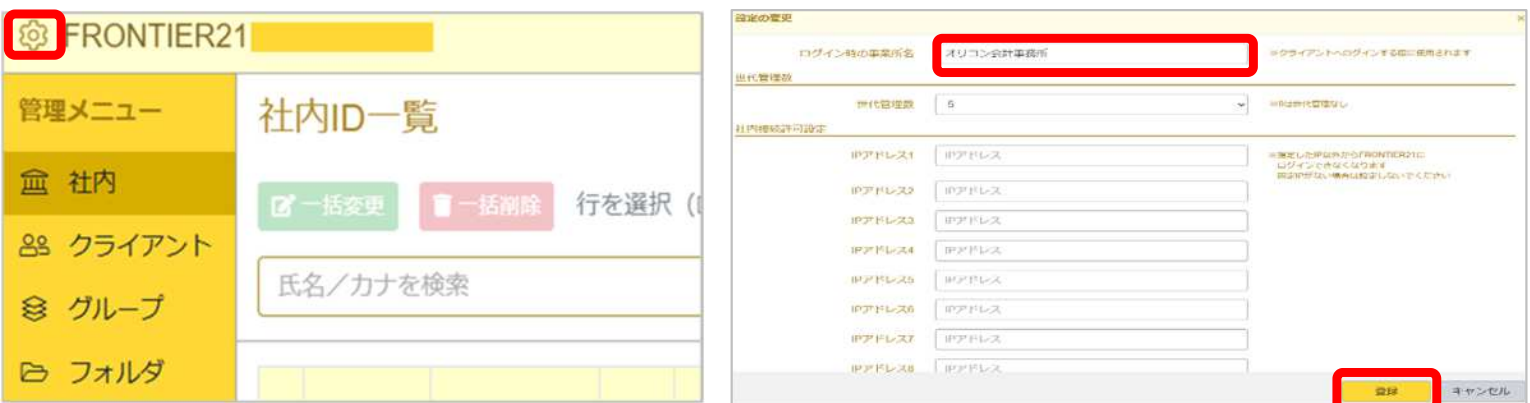 FRONTIER21
管理メニュー
社内
クライアント
グループ
フォルダ
社内ID一覧
一括変更
一括削除
行を選択
氏名／カナを検索
設定の変更
ログイン時の事業所名
オリコン会計事務所
※クライアントへログインする際に使用されます
世代管理数
世代管理数
5
※0は世代管理なし
社内接続許可設定
IPアドレス1
IPアドレス
※指定したIP以外からFRONTIER21に
ログインできなくなります
固定IPがない場合は設定しないでください
IPアドレス2
IPアドレス
IPアドレス3
IPアドレス
IPアドレス4
IPアドレス
IPアドレス5
IPアドレス
IPアドレス6
IPアドレス
IPアドレス7
IPアドレス
IPアドレス8
IPアドレス
登録
キャンセル